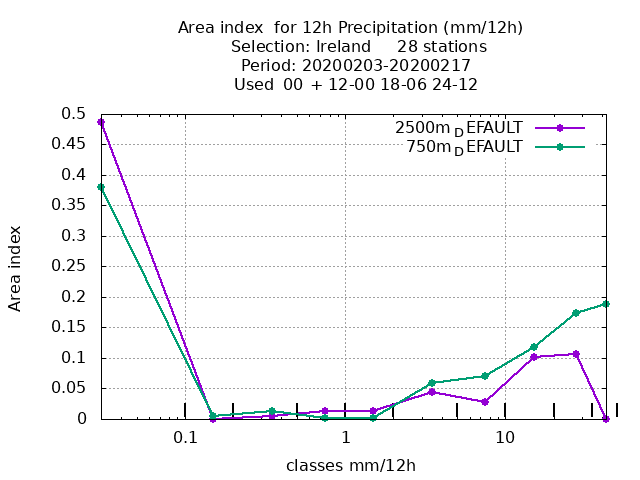 Area index  for 12h Precipitation (mm/12h)
Selection: Ireland     28 stations
Period: 20200203-20200217
Used 00 + 12-00 18-06 24-12
2500m_DEFAULT
750m_DEFAULT
0.5
0.45
0.4
0.35
0.3
0.25
0.2
0.15
0.1
0.05
0
Area index
0.1 1 10
classes mm/12h